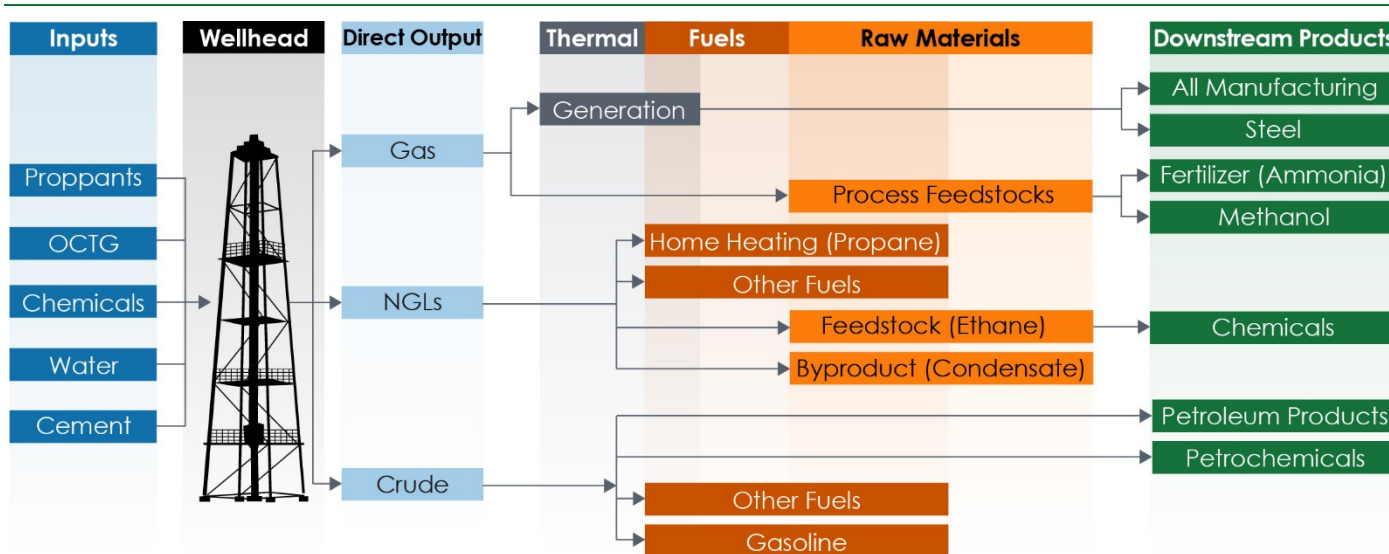 Inputs
Wellhead
Direct Output
Thermal
Fuels
Raw Materials
Downstream Products
All Manufacturing
Generation
Steel
Gas
Proppants
Fertilizer (Ammonia)
Process Feedstocks
Methanol
OCTG
Home Heating (Propane)
Other Fuels
Chemicals
NGLs
Feedstock (Ethane)
Chemicals
Water
Byproduct (Condensate)
Cement
Petroleum Products
Petrochemicals
Crude
Other Fuels
Gasoline